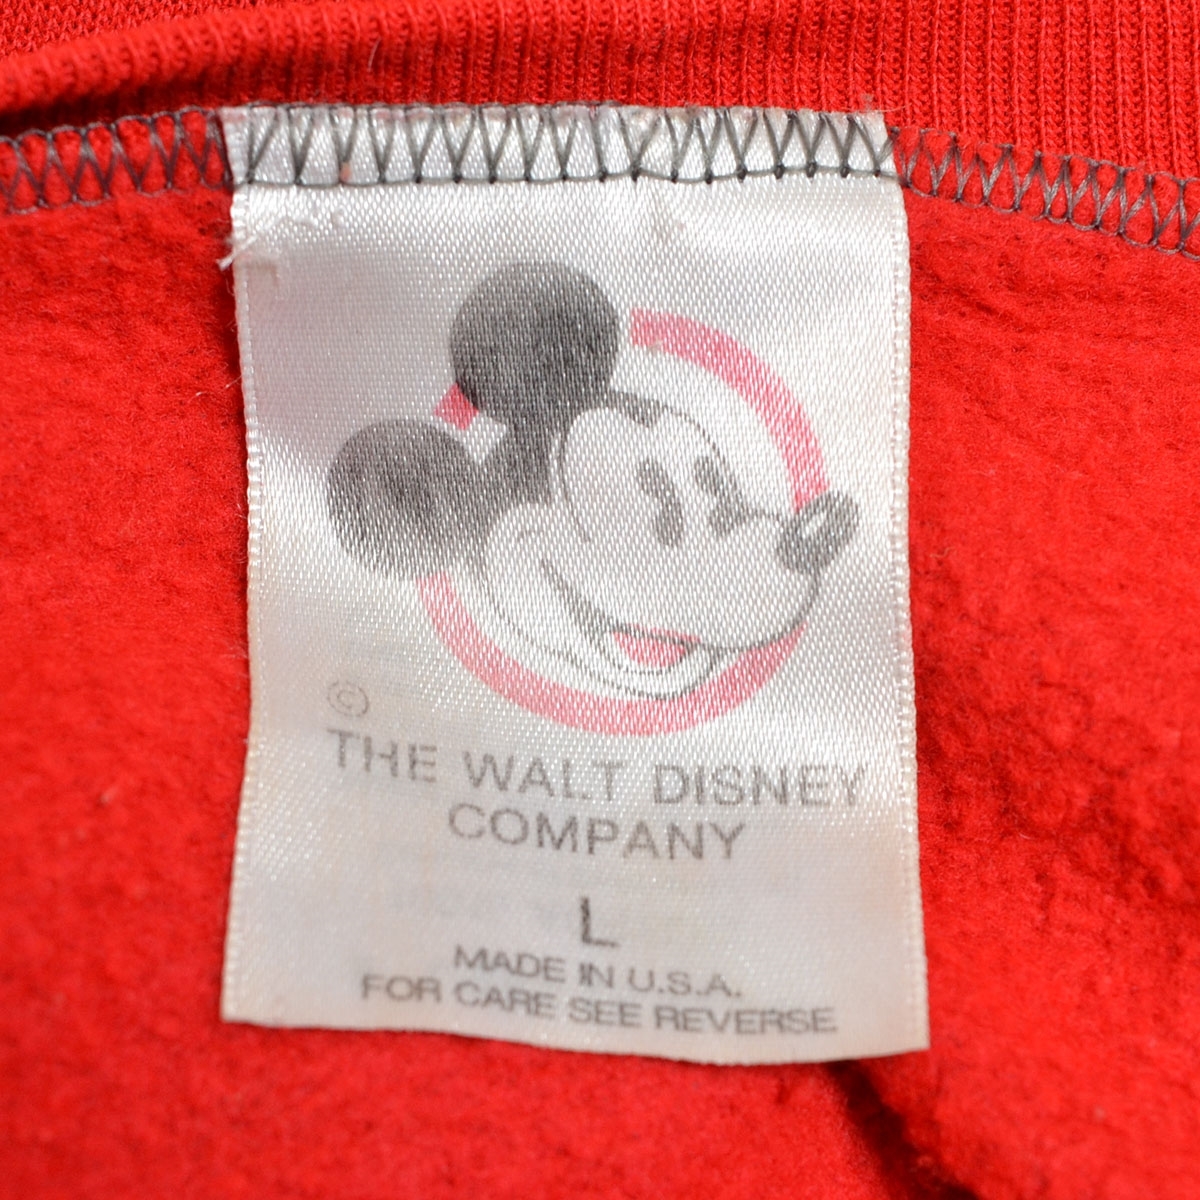 ©
THE WALT DISNEY
COMPANY
L
MADE IN U.S.A.
FOR CARE SEE REVERSE